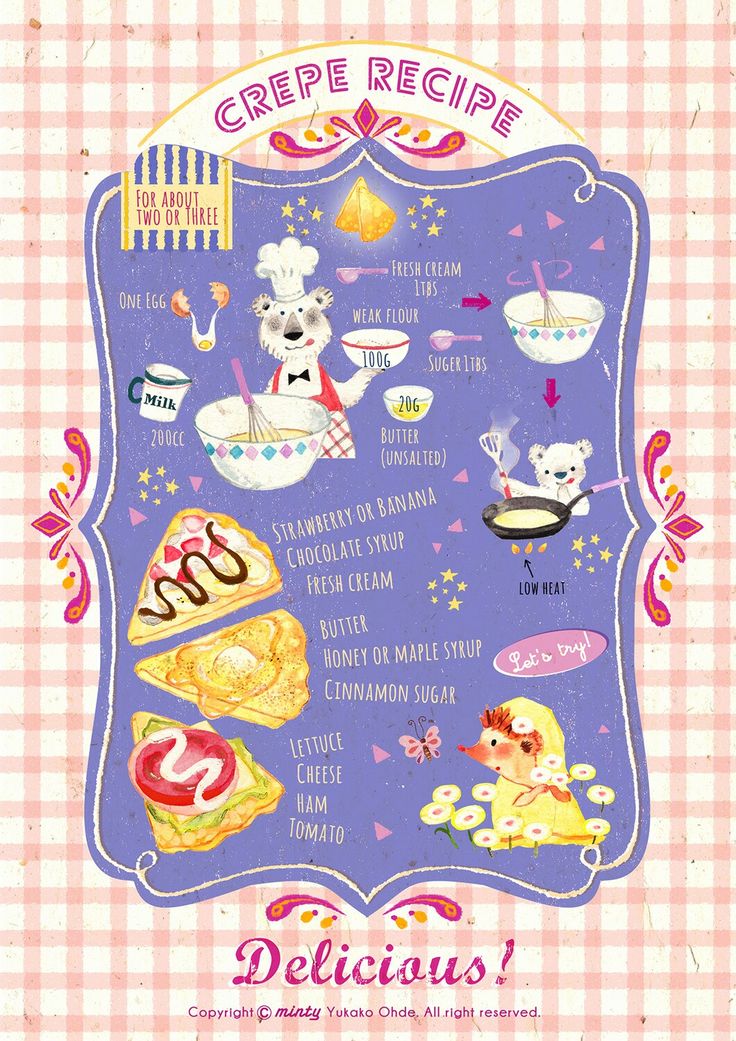 CREPE RECIPE
FOR ABOUT
TWO OR THREE
ONE EGG
FRESH CREAM
1TBS
WEAK FLOUR
100G
SUGER 1TBS
Milk
200CC
20G
BUTTER
(UNSALTED)
LOW HEAT
STRAWBERRY OR BANANA
CHOCOLATE SYRUP
FRESH CREAM
BUTTER
HONEY OR MAPLE SYRUP
CINNAMON SUGAR
Let's try!
LETTUCE
CHEESE
HAM
TOMATO
Delicious!
Copyright © minty Yukako Ohde. All right reserved.